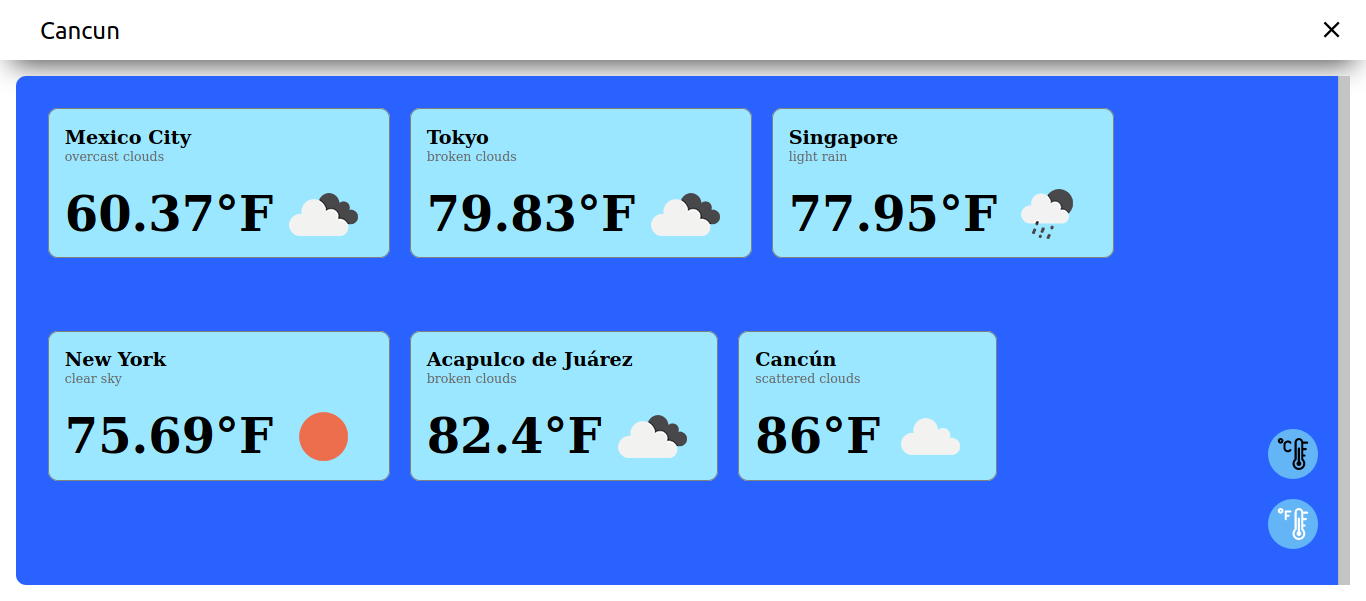 Cancun
Mexico City
overcast clouds
60.37°F
Tokyo
broken clouds
79.83°F
Singapore
light rain
77.95°F
New York
clear sky
75.69°F
Acapulco de Juárez
broken clouds
82.4°F
Cancún
scattered clouds
86°F
°C
°F